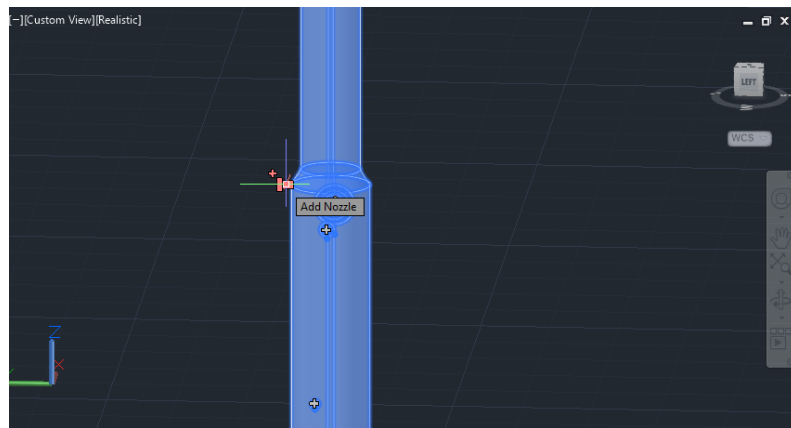 [−][Custom View][Realistic]
LEFT
WCS
Add Nozzle
Z
X